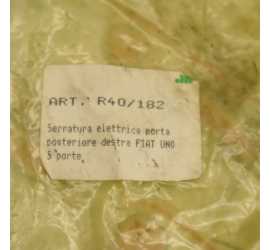 ART. R40/182
Serratura elettrica porta
posteriore destra FIAT UNO
5 porte